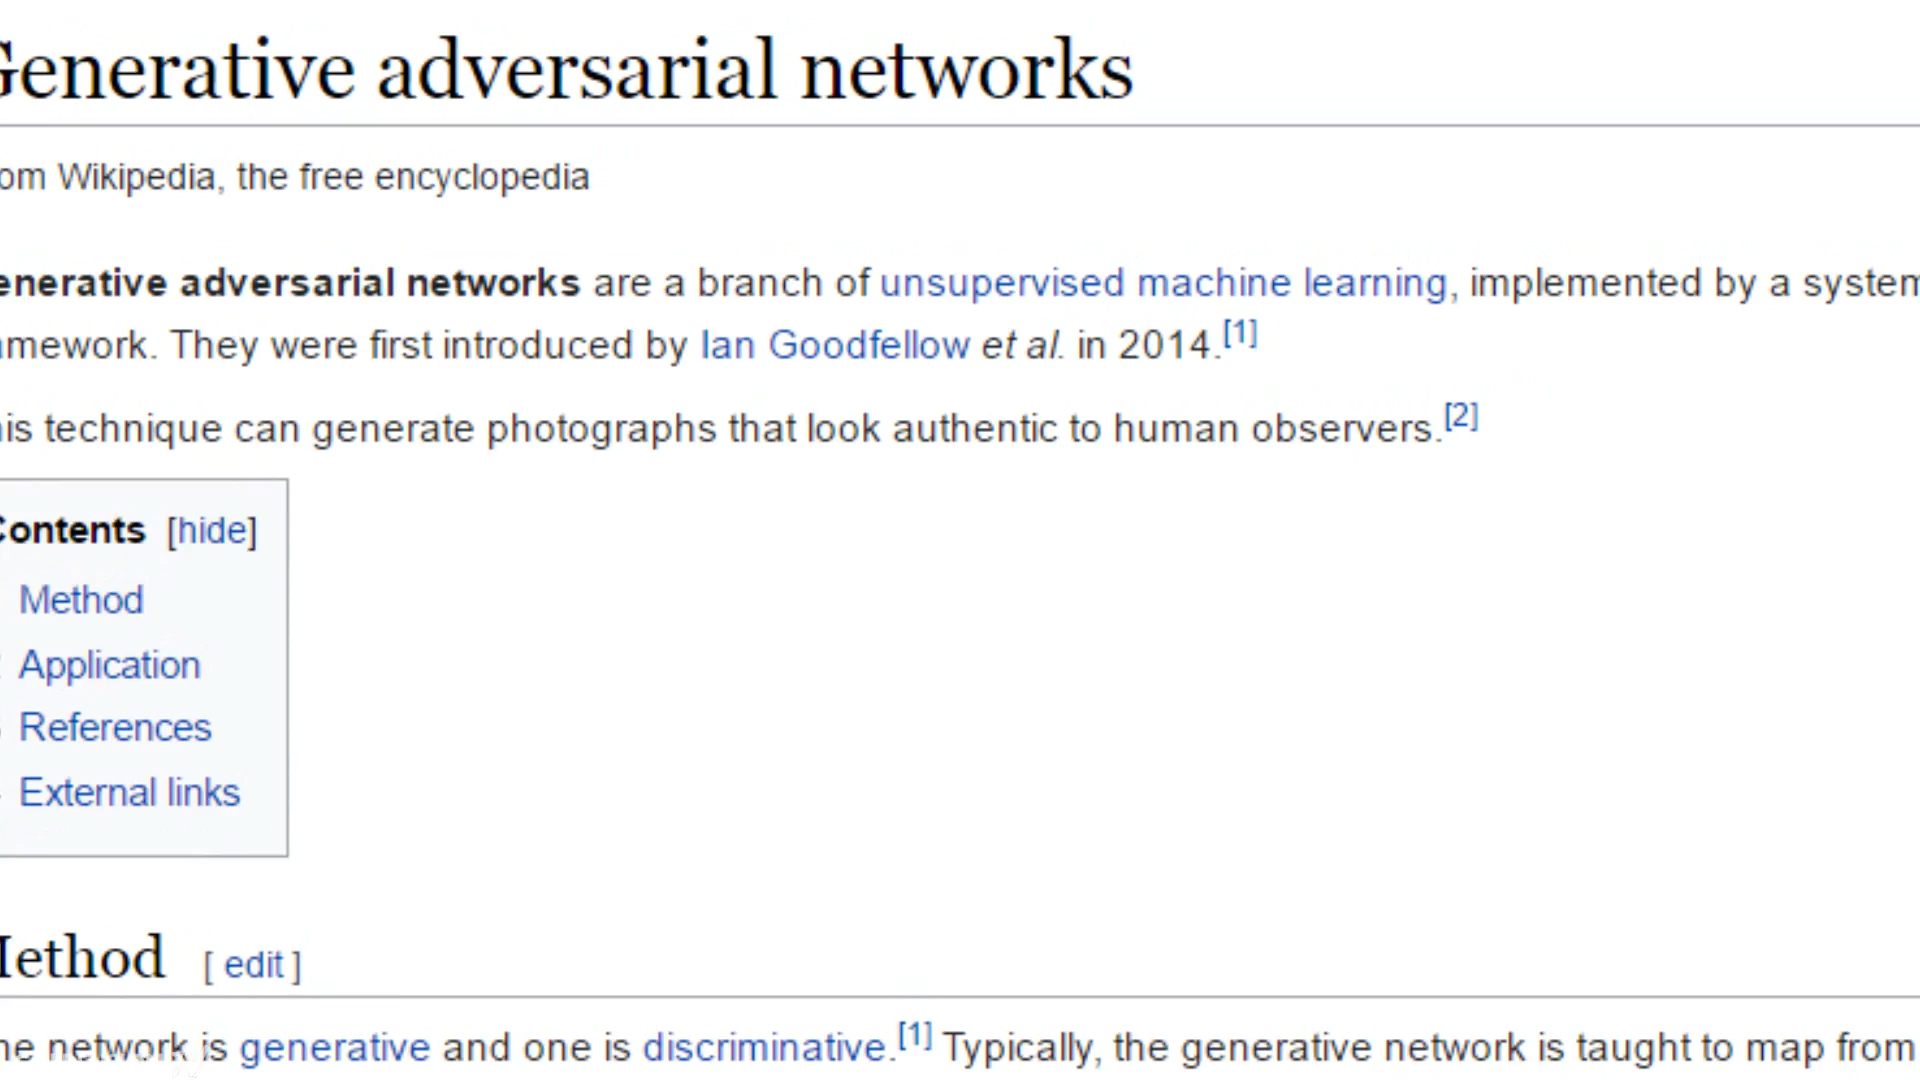 Generative adversarial networks
om Wikipedia, the free encyclopedia
enerative adversarial networks are a branch of unsupervised machine learning, implemented by a system
amework. They were first introduced by Ian Goodfellow et al. in 2014.[1]
is technique can generate photographs that look authentic to human observers.[2]
Contents [hide]
Method
Application
References
External links
Method [ edit ]
ne network is generative and one is discriminative.[1] Typically, the generative network is taught to map from